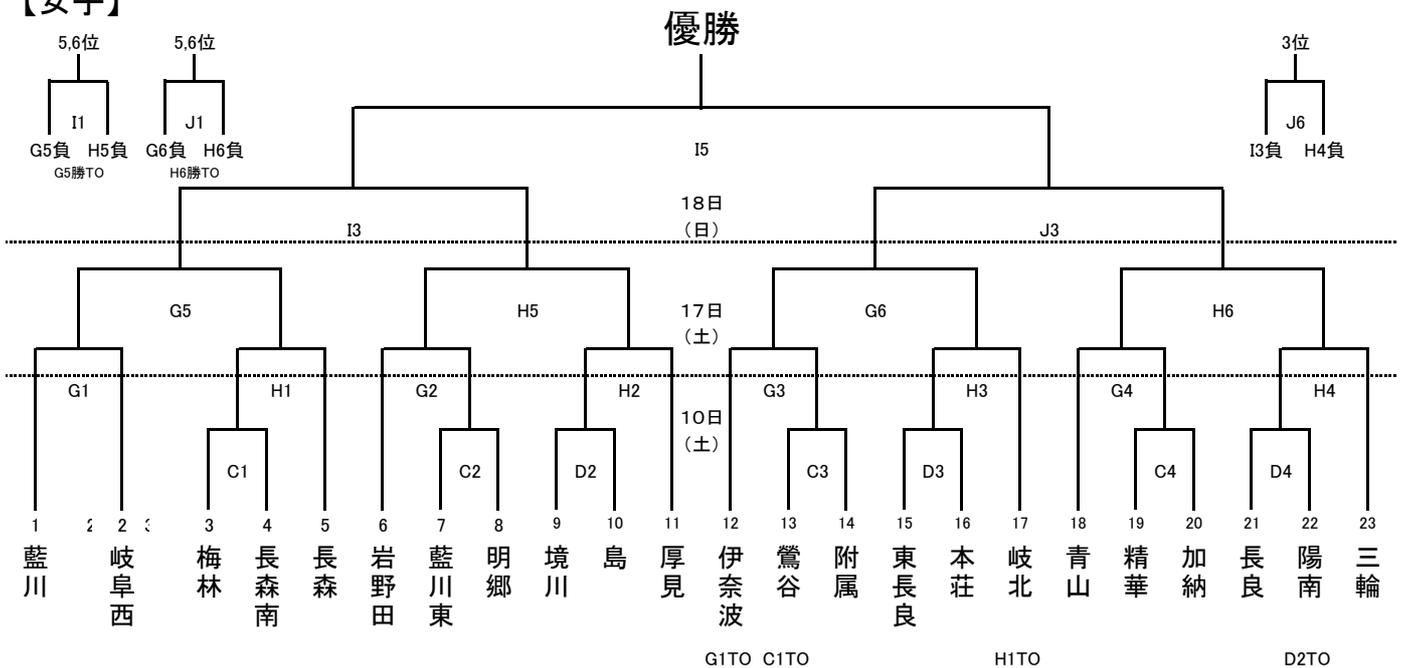 【女子】
優勝
5,6位 5,6位 3位
I1 J1 J6
G5負 H5負 G6負 H6負 I3負 H4負
G5勝TO H6勝TO
I5
18日
（日）
I3 J3
G5 H5 17日 G6 H6
（土）
G1 H1 G2 H2 G3 H3 G4 H4
10日
（土）
C1 C2 D2 C3 D3 C4 D4
1 2 2 3 3 4 5 6 7 8 9 10 11 12 13 14 15 16 17 18 19 20 21 22 23
藍川 岐阜西 梅林 長森南 長森 岩野田 藍川東 明郷 境川 島 厚見 伊奈波 鶯谷 附属 東長良 本荘 岐北 青山 精華 加納 長良 陽南 三輪
G1TO C1TO H1TO D2TO